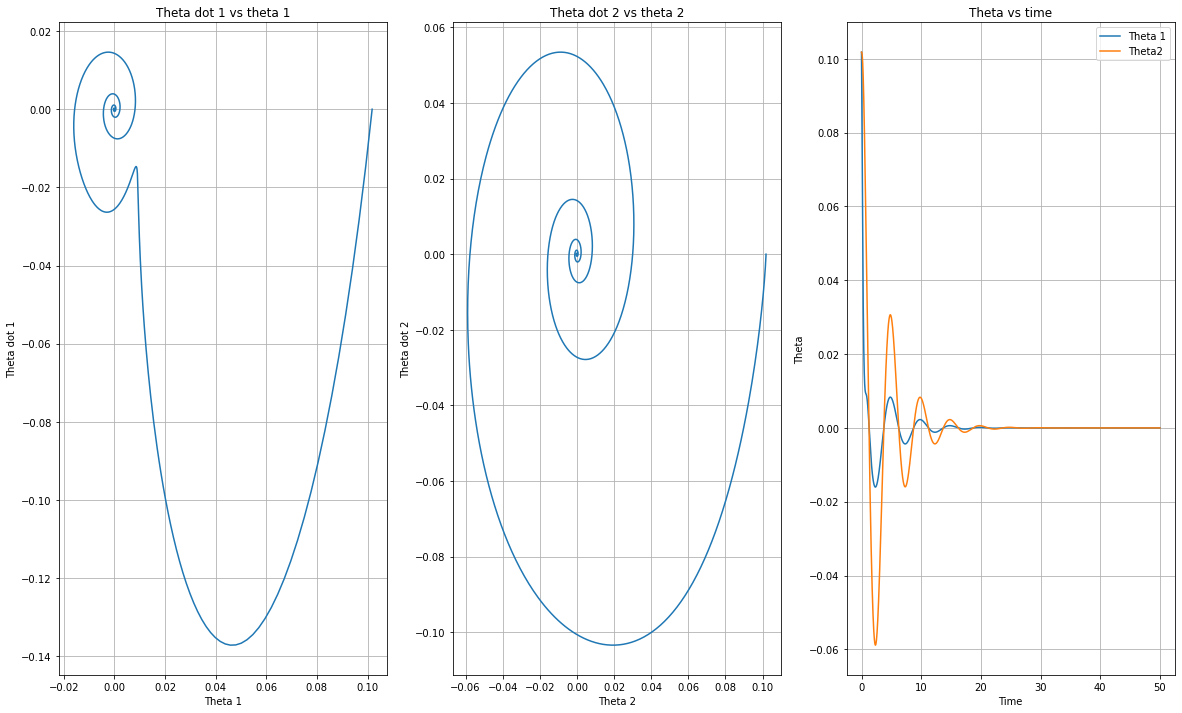 Theta dot 1 vs theta 1
Theta dot 1
0.02
0.00
−0.02
−0.04
−0.06
−0.08
−0.10
−0.12
−0.14
−0.02 0.00 0.02 0.04 0.06 0.08 0.10
Theta 1
Theta dot 2 vs theta 2
Theta dot 2
0.06
0.04
0.02
0.00
−0.02
−0.04
−0.06
−0.08
−0.10
−0.06 −0.04 −0.02 0.00 0.02 0.04 0.06 0.08 0.10
Theta 2
Theta vs time
Theta 1
Theta2
Theta
0.10
0.08
0.06
0.04
0.02
0.00
−0.02
−0.04
−0.06
0 10 20 30 40 50
Time